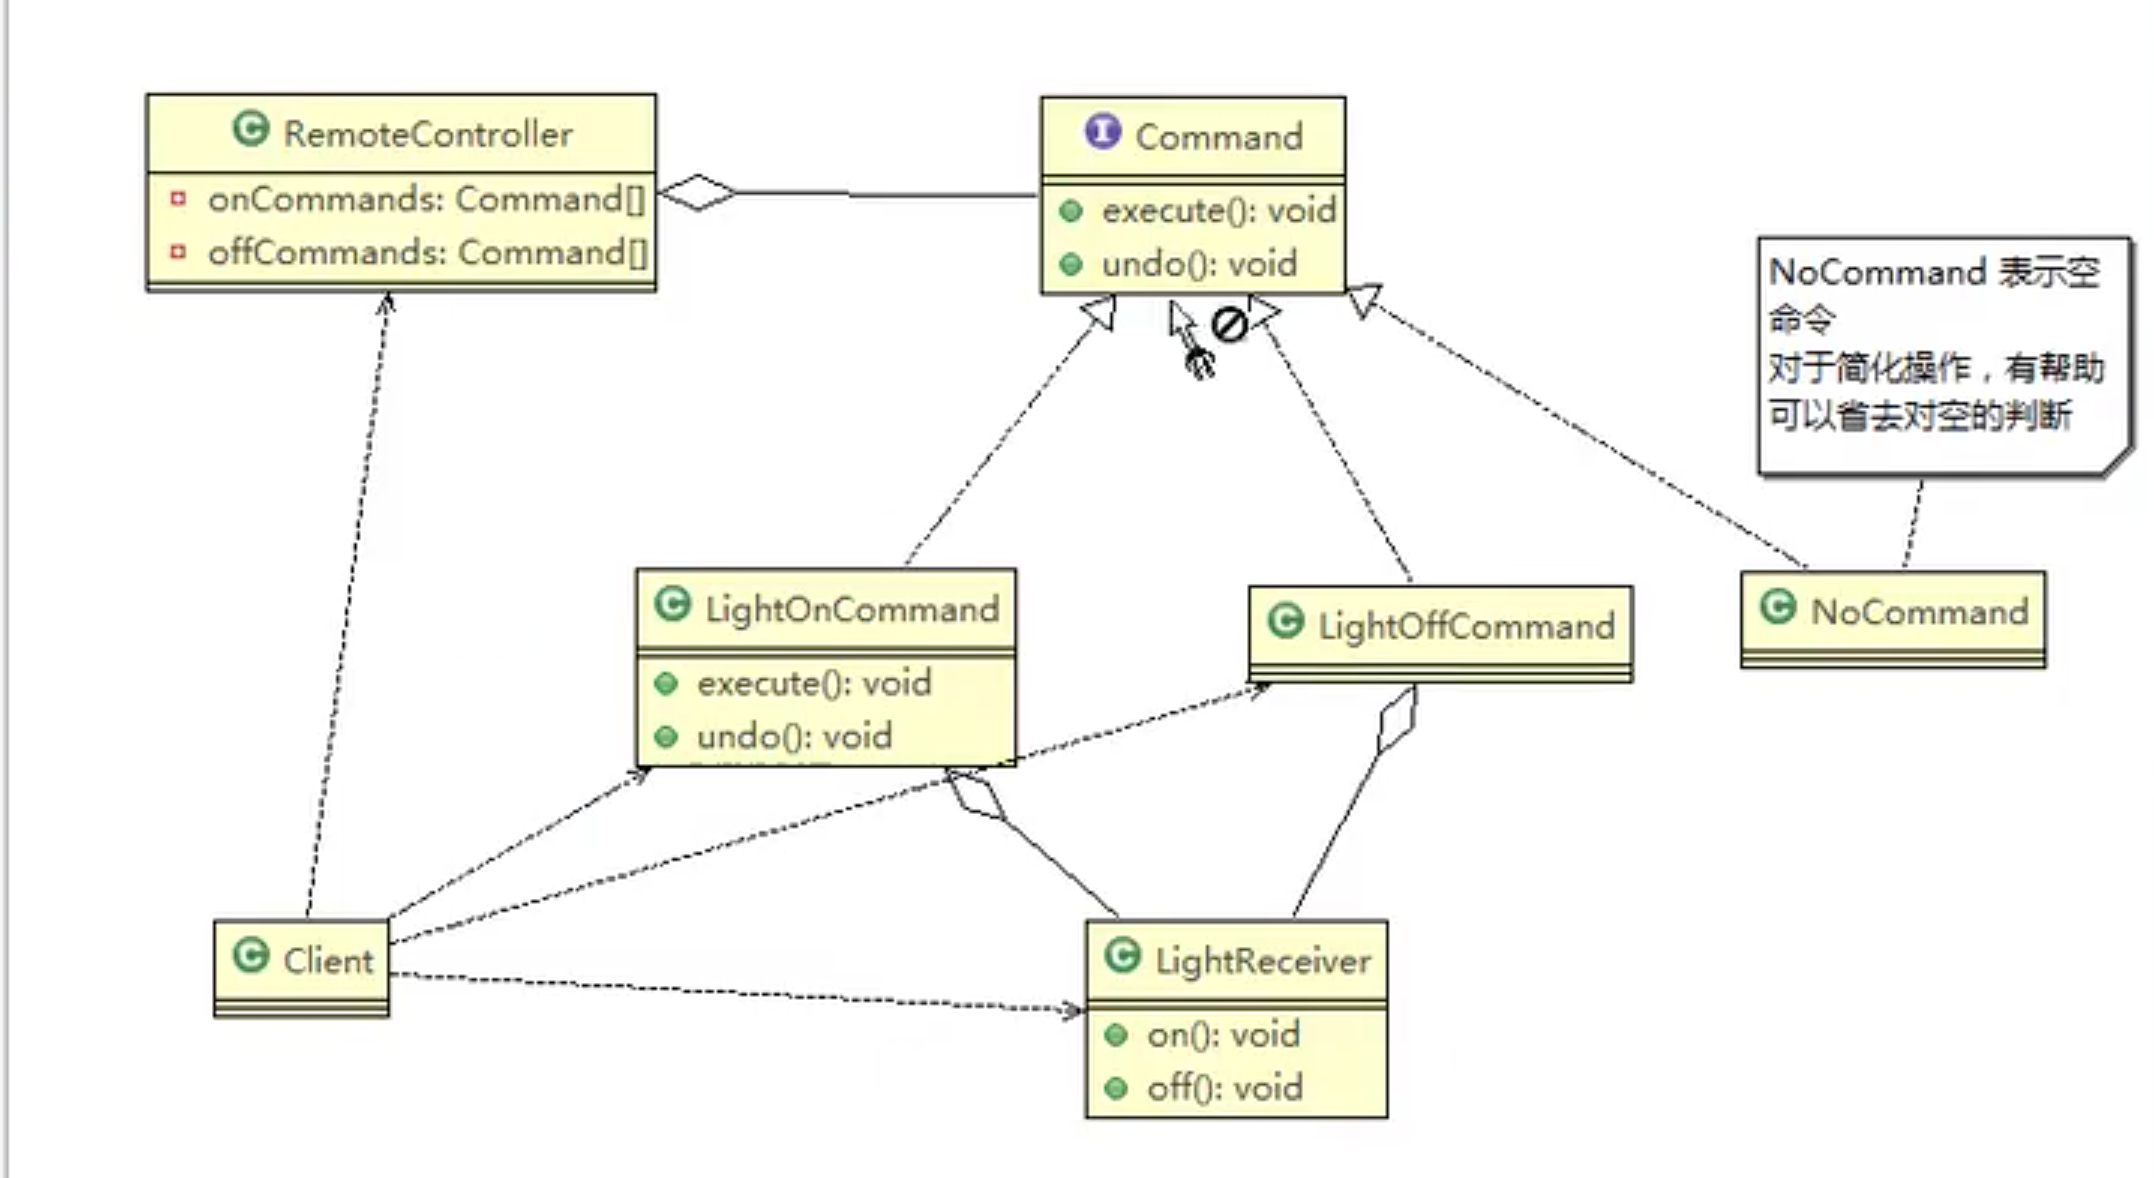 RemoteController
onCommands: Command[]
offCommands: Command[]
Command
execute(): void
undo(): void
NoCommand 表示空
命令
对于简化操作，有帮助
可以省去对空的判断
LightOnCommand
execute(): void
undo(): void
LightOffCommand
NoCommand
Client
LightReceiver
on(): void
off(): void